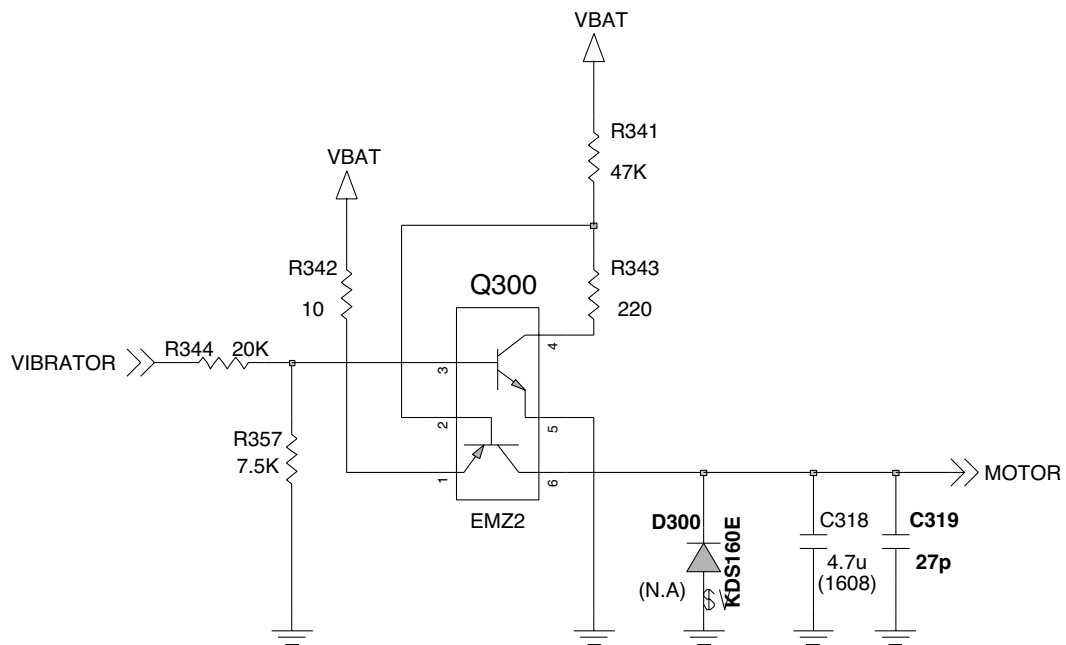 VBAT
R341
47K
VBAT
R342
10
Q300
R343
220
VIBRATOR
R344 20K
3
4
R357
7.5K
2
5
1
6
EMZ2
MOTOR
D300
KDS160E
(N.A)
C318
4.7u
(1608)
C319
27p